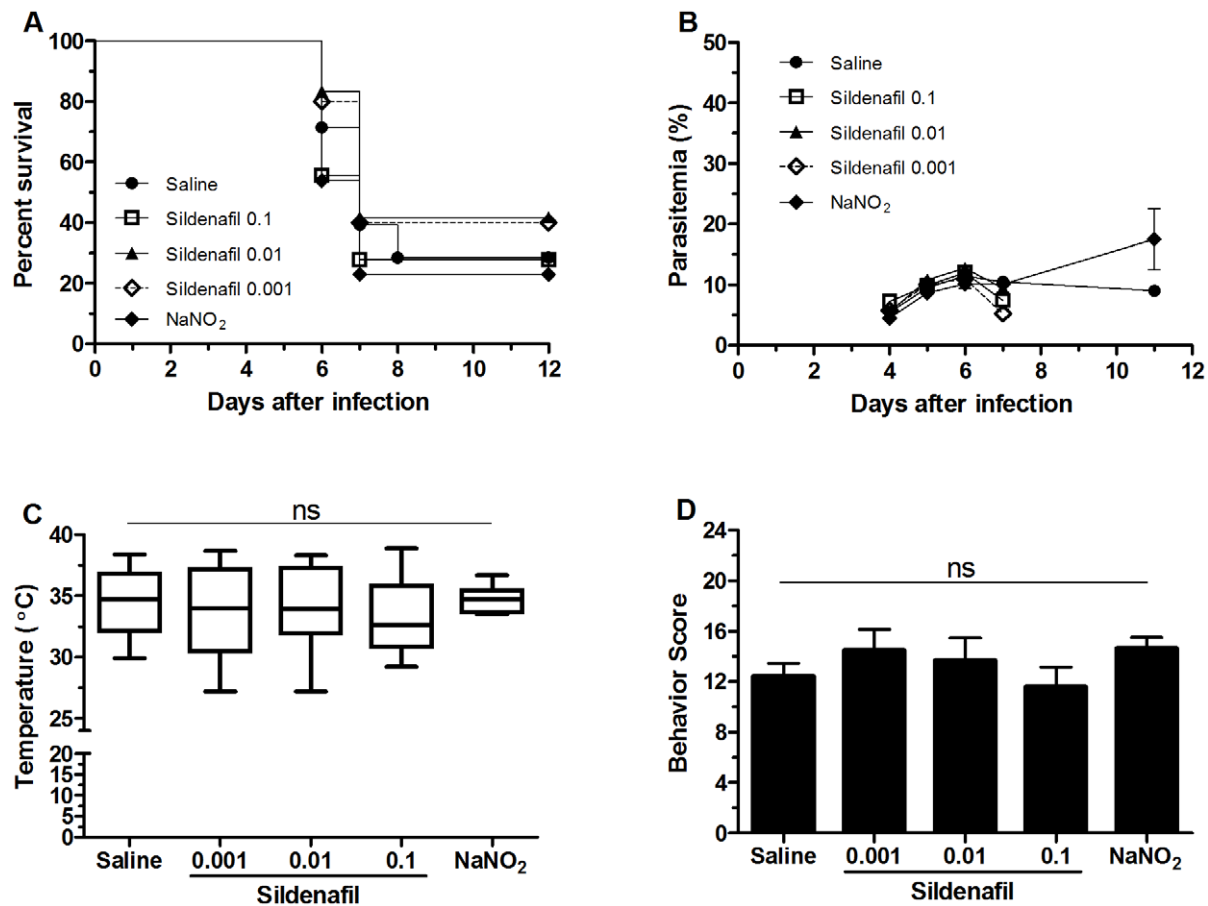 A
Percent survival
100
80
60
40
20
0
Saline
Sildenafil 0.1
Sildenafil 0.01
Sildenafil 0.001
NaNO₂
0 2 4 6 8 10 12
Days after infection
B
Parasitemia (%)
50
40
30
20
10
0
Saline
Sildenafil 0.1
Sildenafil 0.01
Sildenafil 0.001
NaNO₂
0 2 4 6 8 10 12
Days after infection
C
ns
Temperature (°C)
40
35
30
25
20
15
10
5
0
Saline 0.001 0.01 0.1 NaNO₂
Sildenafil
D
ns
Behavior Score
24
20
16
12
8
4
0
Saline 0.001 0.01 0.1 NaNO₂
Sildenafil